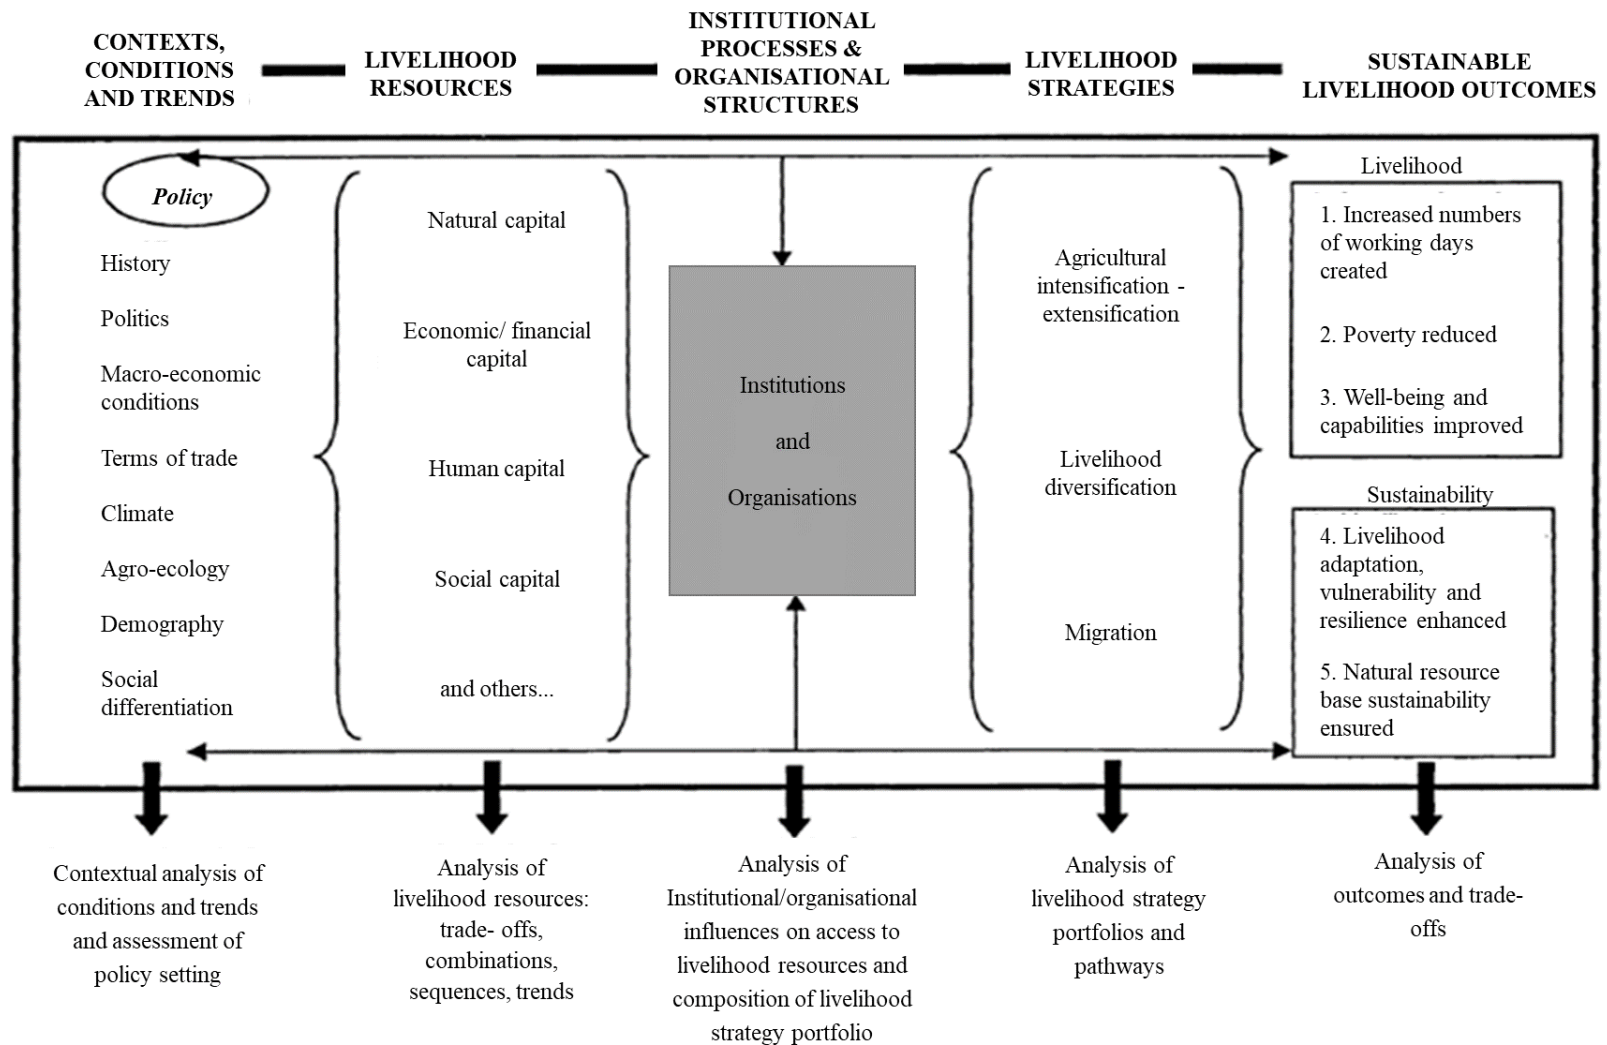 CONTEXTS,
CONDITIONS
AND TRENDS
LIVELIHOOD
RESOURCES
INSTITUTIONAL
PROCESSES &
ORGANISATIONAL
STRUCTURES
LIVELIHOOD
STRATEGIES
SUSTAINABLE
LIVELIHOOD OUTCOMES
Policy
History
Politics
Macro-economic
conditions
Terms of trade
Climate
Agro-ecology
Demography
Social
differentiation
Natural capital
Economic/ financial
capital
Human capital
Social capital
and others...
Institutions
and
Organisations
Agricultural
intensification -
extensification
Livelihood
diversification
Migration
Livelihood
1. Increased numbers
of working days
created
2. Poverty reduced
3. Well-being and
capabilities improved
Sustainability
4. Livelihood
adaptation,
vulnerability and
resilience enhanced
5. Natural resource
base sustainability
ensured
Contextual analysis of
conditions and trends
and assessment of
policy setting
Analysis of
livelihood resources:
trade- offs,
combinations,
sequences, trends
Analysis of
Institutional/organisational
influences on access to
livelihood resources and
composition of livelihood
strategy portfolio
Analysis of
livelihood strategy
portfolios and
pathways
Analysis of
outcomes and trade-
offs